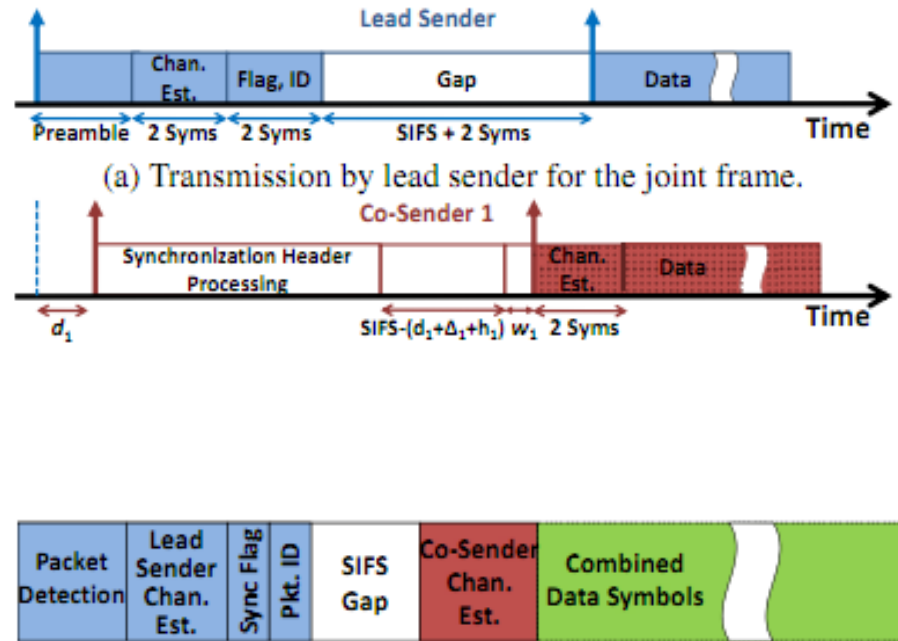 Lead Sender
Chan.
Est.
Flag, ID
Gap
Data
Preamble
2 Syms
2 Syms
SIFS + 2 Syms
Time
(a) Transmission by lead sender for the joint frame.
Co-Sender 1
Synchronization Header
Processing
Chan.
Est.
Data
Time
d₁
SIFS-(d₁+Δ₁+h₁)
w₁
2 Syms
Packet
Detection
Lead
Sender
Chan.
Est.
Sync Flag
Pkt. ID
SIFS
Gap
Co-Sender
Chan.
Est.
Combined
Data Symbols